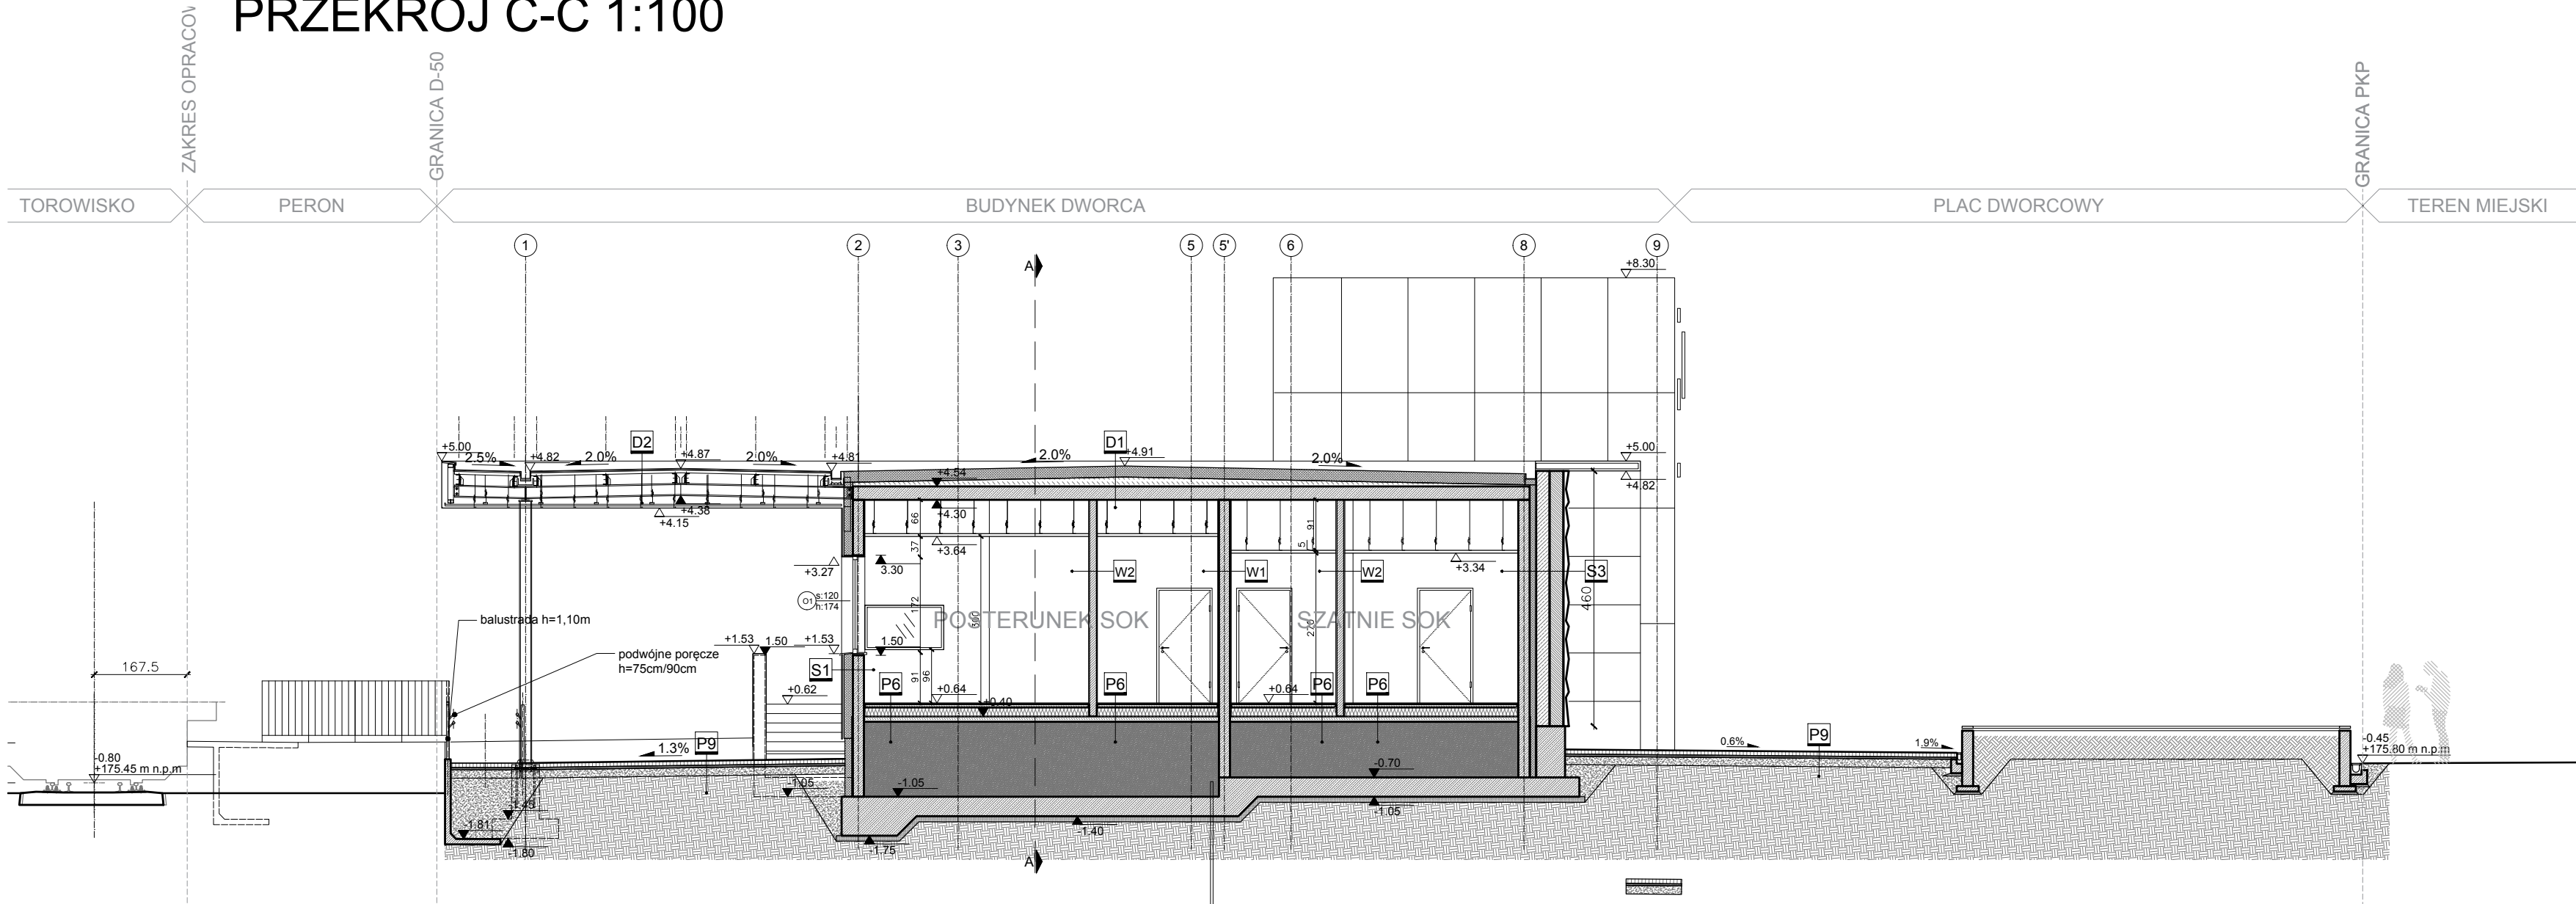 PRZEKRÓJ C-C 1:100
ZAKRES OPRACOW
GRANICA D-50
GRANICA PKP
TOROWISKO
PERON
BUDYNEK DWORCA
PLAC DWORCOWY
TEREN MIEJSKI
1
2
3
5
5'
6
8
9
A
+8.30
D2
D1
+5.00
2.5%
+4.82
2.0%
+4.87
2.0%
+4.81
+4.54
2.0%
+4.91
2.0%
+5.00
+4.82
+4.38
+4.15
66
+4.30
91
37
+3.64
5
+3.27
3.30
W2
W1
W2
+3.34
S3
O1
s:120
h:174
172
300
POSTERUNEK SOK
270
SZATNIE SOK
460
balustrada h=1,10m
podwójne poręcze
h=75cm/90cm
+1.53
1.50
+1.53
1.50
167.5
S1
91
96
P6
P6
P6
P6
+0.62
+0.64
+0.64
+0.40
1.3%
P9
0.6%
P9
1.9%
-0.45
+175.80 m n.p.m
-0.80
+175.45 m n.p.m
-1.05
-1.05
-0.70
-1.05
-1.45
-1.81
-1.80
-1.75
-1.40
A